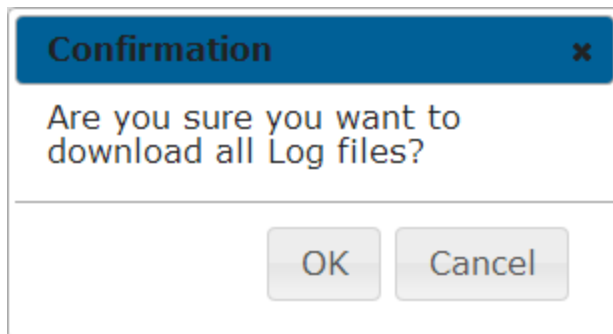 Confirmation
Are you sure you want to
download all Log files?
OK Cancel